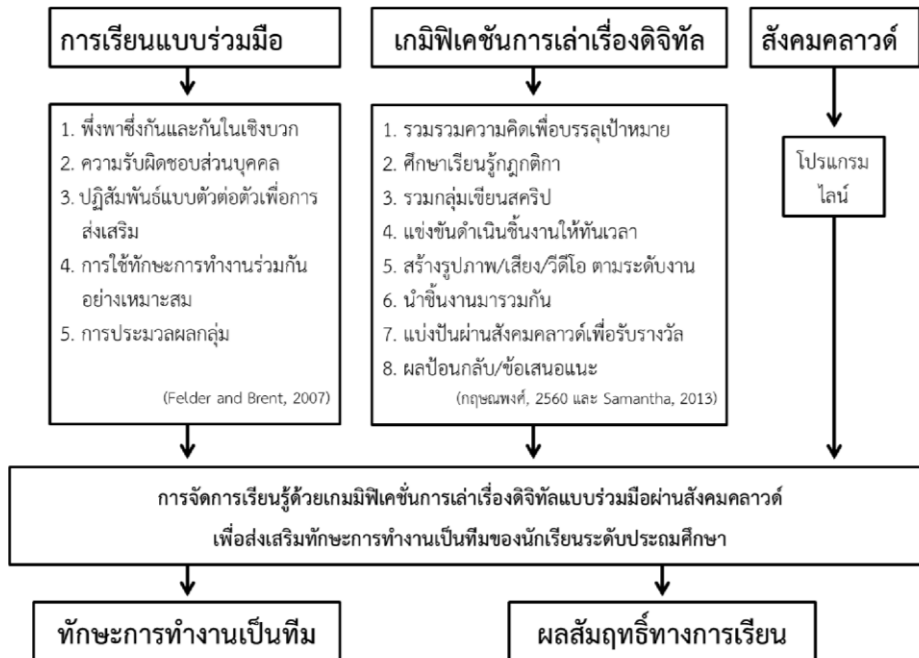 การเรียนแบบร่วมมือ
เกมิฟิเคชันการเล่าเรื่องดิจิทัล
สังคมคลาวด์
1. พึ่งพาซึ่งกันและกันในเชิงบวก
2. ความรับผิดชอบส่วนบุคคล
3. ปฏิสัมพันธ์แบบตัวต่อตัวเพื่อการ
ส่งเสริม
4. การใช้ทักษะการทำงานร่วมกัน
อย่างเหมาะสม
5. การประมวลผลกลุ่ม
(Felder and Brent, 2007)
1. รวมรวมความคิดเพื่อบรรลุเป้าหมาย
2. ศึกษาเรียนรู้กฎกติกา
3. รวมกลุ่มเขียนสคริป
4. แข่งขันดำเนินชิ้นงานให้ทันเวลา
5. สร้างรูปภาพ/เสียง/วีดีโอ ตามระดับงาน
6. นำชิ้นงานมารวมกัน
7. แบ่งปันผ่านสังคมคลาวด์เพื่อรับรางวัล
8. ผลป้อนกลับ/ข้อเสนอแนะ
(กฤษณพงศ์, 2560 และ Samantha, 2013)
โปรแกรม
ไลน์
การจัดการเรียนรู้ด้วยเกมมิฟิเคชั่นการเล่าเรื่องดิจิทัลแบบร่วมมือผ่านสังคมคลาวด์
เพื่อส่งเสริมทักษะการทำงานเป็นทีมของนักเรียนระดับประถมศึกษา
ทักษะการทำงานเป็นทีม
ผลสัมฤทธิ์ทางการเรียน